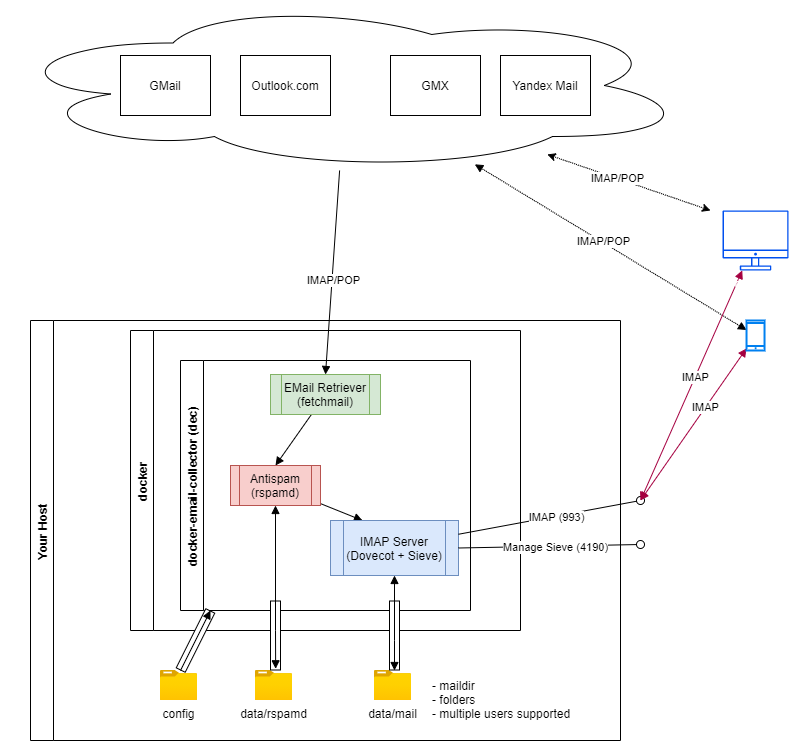 GMail
Outlook.com
GMX
Yandex Mail
IMAP/POP
IMAP/POP
IMAP/POP
Your Host
docker
docker-email-collector (dec)
EMail Retriever
(fetchmail)
Antispam
(rspamd)
IMAP Server
(Dovecot + Sieve)
IMAP
IMAP
IMAP (993)
Manage Sieve (4190)
config
data/rspamd
data/mail
- maildir
- folders
- multiple users supported